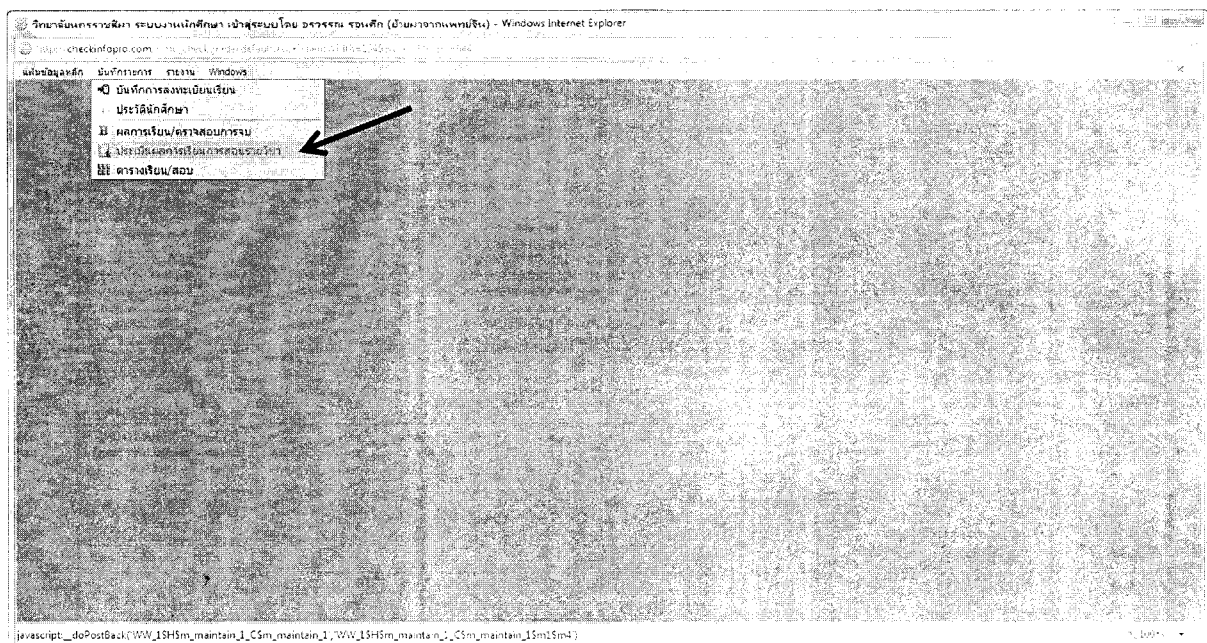 วิทยาลัยนครราชสีมา ระบบงานนักศึกษา เข้าสู่ระบบโดย อรวรรณ รอนศึก (ย้ายมาจากแพทย์จีน) - Windows Internet Explorer
checkinfopro.com
แฟ้มข้อมูลหลัก บันทึกรายการ รายงาน Windows
บันทึกการลงทะเบียนเรียน
ประวัตินักศึกษา
ผลการเรียน/ตรวจสอบการจบ
ประเมินผลการเรียนการสอนรายวิชา
ตารางเรียน/สอบ
javascript:__doPostBack('WW_1$H$m_maintain_1_C$m_maintain_1','WW_1$H$m_maintain_1_C$m_maintain_1$m1$m4')